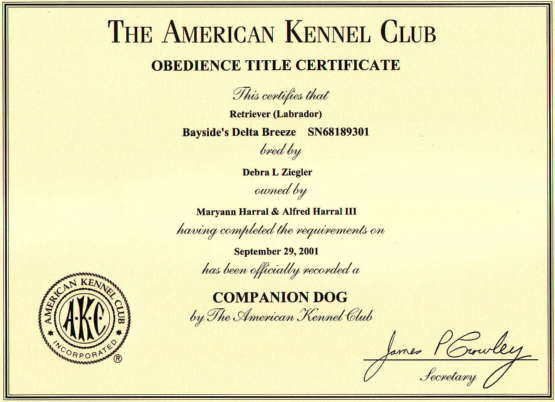 THE AMERICAN KENNEL CLUB
OBEDIENCE TITLE CERTIFICATE
This certifies that
Retriever (Labrador)
Bayside's Delta Breeze SN68189301
bred by
Debra L Ziegler
owned by
Maryann Harral & Alfred Harral III
having completed the requirements on
September 29, 2001
has been officially recorded a
COMPANION DOG
by The American Kennel Club
AMERICAN KENNEL CLUB
AKC
INCORPORATED
®
James P Crowley
Secretary